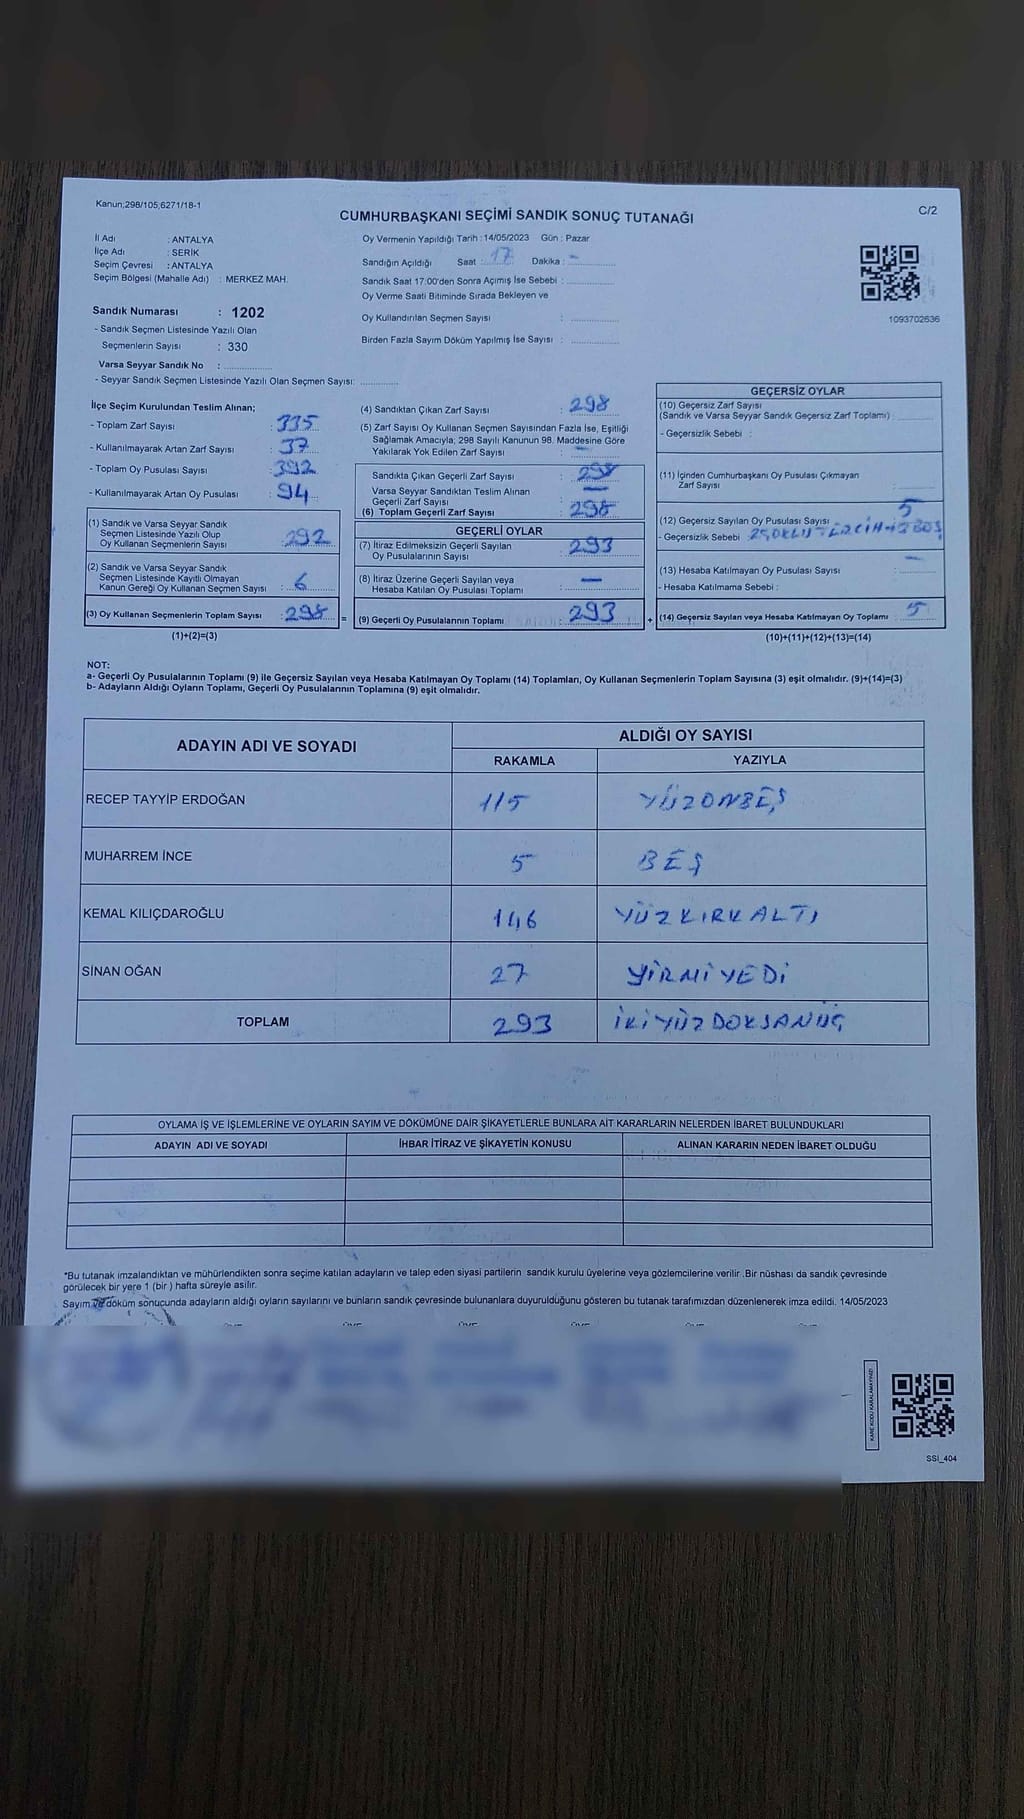 Kanun;298/105;6271/18-1
C/2
CUMHURBAŞKANI SEÇİMİ SANDIK SONUÇ TUTANAĞI
İl Adı : ANTALYA
İlçe Adı : SERİK
Seçim Çevresi : ANTALYA
Seçim Bölgesi (Mahalle Adı) : MERKEZ MAH.
Oy Vermenin Yapıldığı Tarih : 14/05/2023 Gün : Pazar
Sandığın Açıldığı Saat : 17 Dakika : -
Sandık Saat 17:00'den Sonra Açımış İse Sebebi :
Oy Verme Saati Bitiminde Sırada Bekleyen ve
Oy Kullandırılan Seçmen Sayısı :
Birden Fazla Sayım Döküm Yapılmış İse Sayısı :
1093702636
Sandık Numarası : 1202
- Sandık Seçmen Listesinde Yazılı Olan
Seçmenlerin Sayısı : 330
Varsa Seyyar Sandık No :
- Seyyar Sandık Seçmen Listesinde Yazılı Olan Seçmen Sayısı:
İlçe Seçim Kurulundan Teslim Alınan;
- Toplam Zarf Sayısı : 335
- Kullanılmayarak Artan Zarf Sayısı : 37
- Toplam Oy Pusulası Sayısı : 392
- Kullanılmayarak Artan Oy Pusulası : 94
(1) Sandık ve Varsa Seyyar Sandık
Seçmen Listesinde Yazılı Olup
Oy Kullanan Seçmenlerin Sayısı : 292
(2) Sandık ve Varsa Seyyar Sandık
Seçmen Listesinde Kayıtlı Olmayan
Kanun Gereği Oy Kullanan Seçmen Sayısı : 6
(3) Oy Kullanan Seçmenlerin Toplam Sayısı : 298 =
(1)+(2)=(3)
(4) Sandıktan Çıkan Zarf Sayısı : 298
(5) Zarf Sayısı Oy Kullanan Seçmen Sayısından Fazla İse, Eşitliği
Sağlamak Amacıyla; 298 Sayılı Kanunun 98. Maddesine Göre
Yakılarak Yok Edilen Zarf Sayısı : -
Sandıkta Çıkan Geçerli Zarf Sayısı : 298
Varsa Seyyar Sandıktan Teslim Alınan
Geçerli Zarf Sayısı : -
(6) Toplam Geçerli Zarf Sayısı : 298
GEÇERLİ OYLAR
(7) İtiraz Edilmeksizin Geçerli Sayılan
Oy Pusulalarının Sayısı : 293
(8) İtiraz Üzerine Geçerli Sayılan veya
Hesaba Katılan Oy Pusulası Toplamı : -
(9) Geçerli Oy Pusulalarının Toplamı : 293 +
GEÇERSİZ OYLAR
(10) Geçersiz Zarf Sayısı
(Sandık ve Varsa Seyyar Sandık Geçersiz Zarf Toplamı)
- Geçersizlik Sebebi :
(11) İçinden Cumhurbaşkanı Oy Pusulası Çıkmayan
Zarf Sayısı :
(12) Geçersiz Sayılan Oy Pusulası Sayısı : 5
- Geçersizlik Sebebi
(13) Hesaba Katılmayan Oy Pusulası Sayısı : -
- Hesaba Katılmama Sebebi :
(14) Geçersiz Sayılan veya Hesaba Katılmayan Oy Toplamı : 5
(10)+(11)+(12)+(13)=(14)
NOT:
a- Geçerli Oy Pusulalarının Toplamı (9) ile Geçersiz Sayılan veya Hesaba Katılmayan Oy Toplamı (14) Toplamları, Oy Kullanan Seçmenlerin Toplam Sayısına (3) eşit olmalıdır. (9)+(14)=(3)
b- Adayların Aldığı Oyların Toplamı, Geçerli Oy Pusulalarının Toplamına (9) eşit olmalıdır.
ADAYIN ADI VE SOYADI
ALDIĞI OY SAYISI
RAKAMLA YAZIYLA
RECEP TAYYİP ERDOĞAN 115 YÜZONBEŞ
MUHARREM İNCE 5 BEŞ
KEMAL KILIÇDAROĞLU 146 YÜZKIRKALTI
SİNAN OĞAN 27 YİRMİYEDİ
TOPLAM 293 İKİYÜZDOKSANÜÇ
OYLAMA İŞ VE İŞLEMLERİNE VE OYLARIN SAYIM VE DÖKÜMÜNE DAİR ŞİKAYETLERLE BUNLARA AİT KARARLARIN NELERDEN İBARET BULUNDUKLARI
ADAYIN ADI VE SOYADI İHBAR İTİRAZ VE ŞİKAYETİN KONUSU ALINAN KARARIN NEDEN İBARET OLDUĞU
*Bu tutanak imzalandıktan ve mühürlendikten sonra seçime katılan adayların ve talep eden siyasi partilerin sandık kurulu üyelerine veya gözlemcilerine verilir .Bir nüshası da sandık çevresinde
görülecek bir yere 1 (bir ) hafta süreyle asilir.
Sayım ve döküm sonucunda adayların aldığı oyların sayılarını ve bunların sandık çevresinde bulunanlara duyurulduğunu gösteren bu tutanak tarafımızdan düzenlenerek imza edildi. 14/05/2023
KARE KODU KARALAMAYINIZ!
SSİ_404